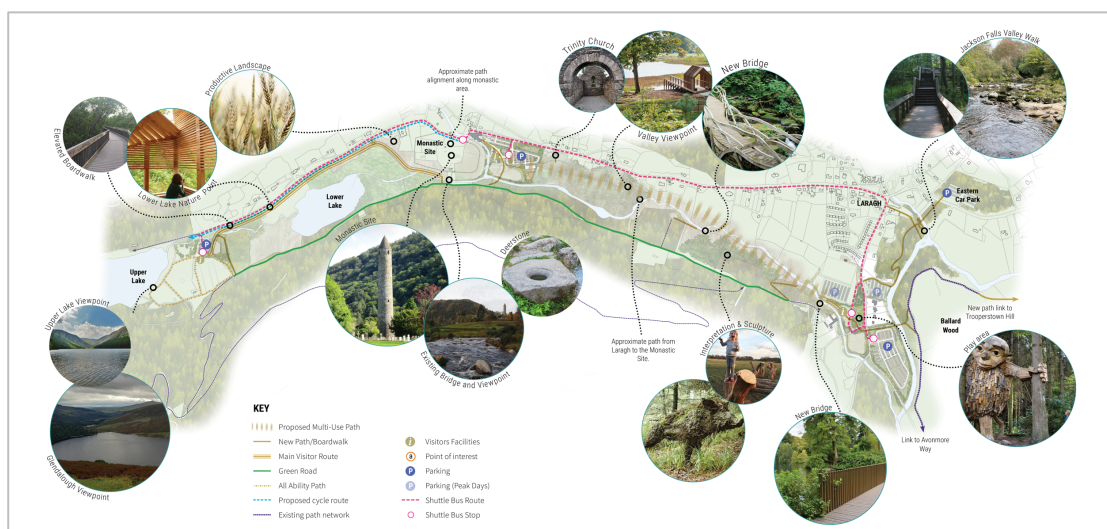 Productive Landscape
Elevated Boardwalk
Lower Lake Nature Point
Approximate path
alignment along monastic
area.
Monastic
Site
Trinity Church
Valley Viewpoint
New Bridge
Jackson Falls Valley Walk
P
P
LARAGH
Eastern
Car Park
Lower
Lake
P
i
Upper
Lake
Monastic Site
Deerstone
Existing Bridge and Viewpoint
Upper Lake Viewpoint
Glendalough Viewpoint
Approximate path from
Laragh to the Monastic
Site.
Interpretation & Sculpture
New Bridge
P
P
P
Ballard
Wood
New path link to
Trooperstown Hill
Play area
Link to Avonmore
Way
KEY
Proposed Multi-Use Path
New Path/Boardwalk
Main Visitor Route
Green Road
All Ability Path
Proposed cycle route
Existing path network
i Visitors Facilities
a Point of interest
P Parking
P Parking (Peak Days)
Shuttle Bus Route
Shuttle Bus Stop